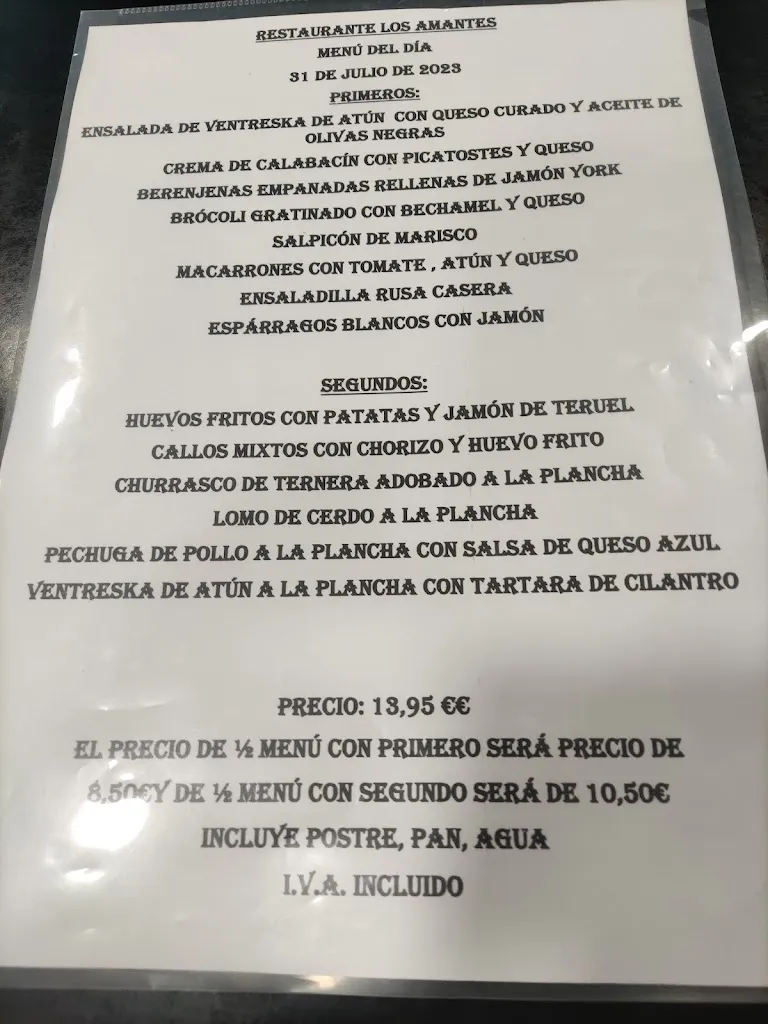 RESTAURANTE LOS AMANTES
MENÚ DEL DÍA
31 DE JULIO DE 2023
PRIMEROS:
ENSALADA DE VENTRESKA DE ATÚN CON QUESO CURADO Y ACEITE DE
OLIVAS NEGRAS
CREMA DE CALABACÍN CON PICATOSTES Y QUESO
BERENJENAS EMPANADAS RELLENAS DE JAMÓN YORK
BRÓCOLI GRATINADO CON BECHAMEL Y QUESO
SALPICÓN DE MARISCO
MACARRONES CON TOMATE , ATÚN Y QUESO
ENSALADILLA RUSA CASERA
ESPÁRRAGOS BLANCOS CON JAMÓN
SEGUNDOS:
HUEVOS FRITOS CON PATATAS Y JAMÓN DE TERUEL
CALLOS MIXTOS CON CHORIZO Y HUEVO FRITO
CHURRASCO DE TERNERA ADOBADO A LA PLANCHA
LOMO DE CERDO A LA PLANCHA
PECHUGA DE POLLO A LA PLANCHA CON SALSA DE QUESO AZUL
VENTRESKA DE ATÚN A LA PLANCHA CON TARTARA DE CILANTRO
PRECIO: 13,95 €€
EL PRECIO DE ½ MENÚ CON PRIMERO SERÁ PRECIO DE
8,50€Y DE ½ MENÚ CON SEGUNDO SERÁ DE 10,50€
INCLUYE POSTRE, PAN, AGUA
I.V.A. INCLUIDO